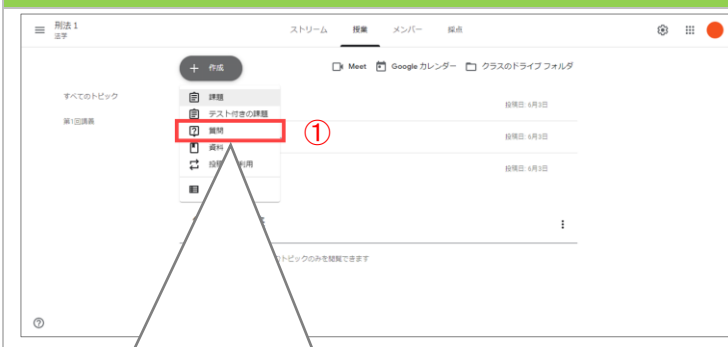 刑法 1
法学
ストリーム 授業 メンバー 採点
+ 作成
Meet Google カレンダー クラスのドライブ フォルダ
すべてのトピック
第1回講義
課題
テスト付きの課題
質問
①
資料
投稿 利用
投稿日: 6月3日
投稿日: 6月3日
投稿日: 6月3日
のトピックのみを閲覧できます